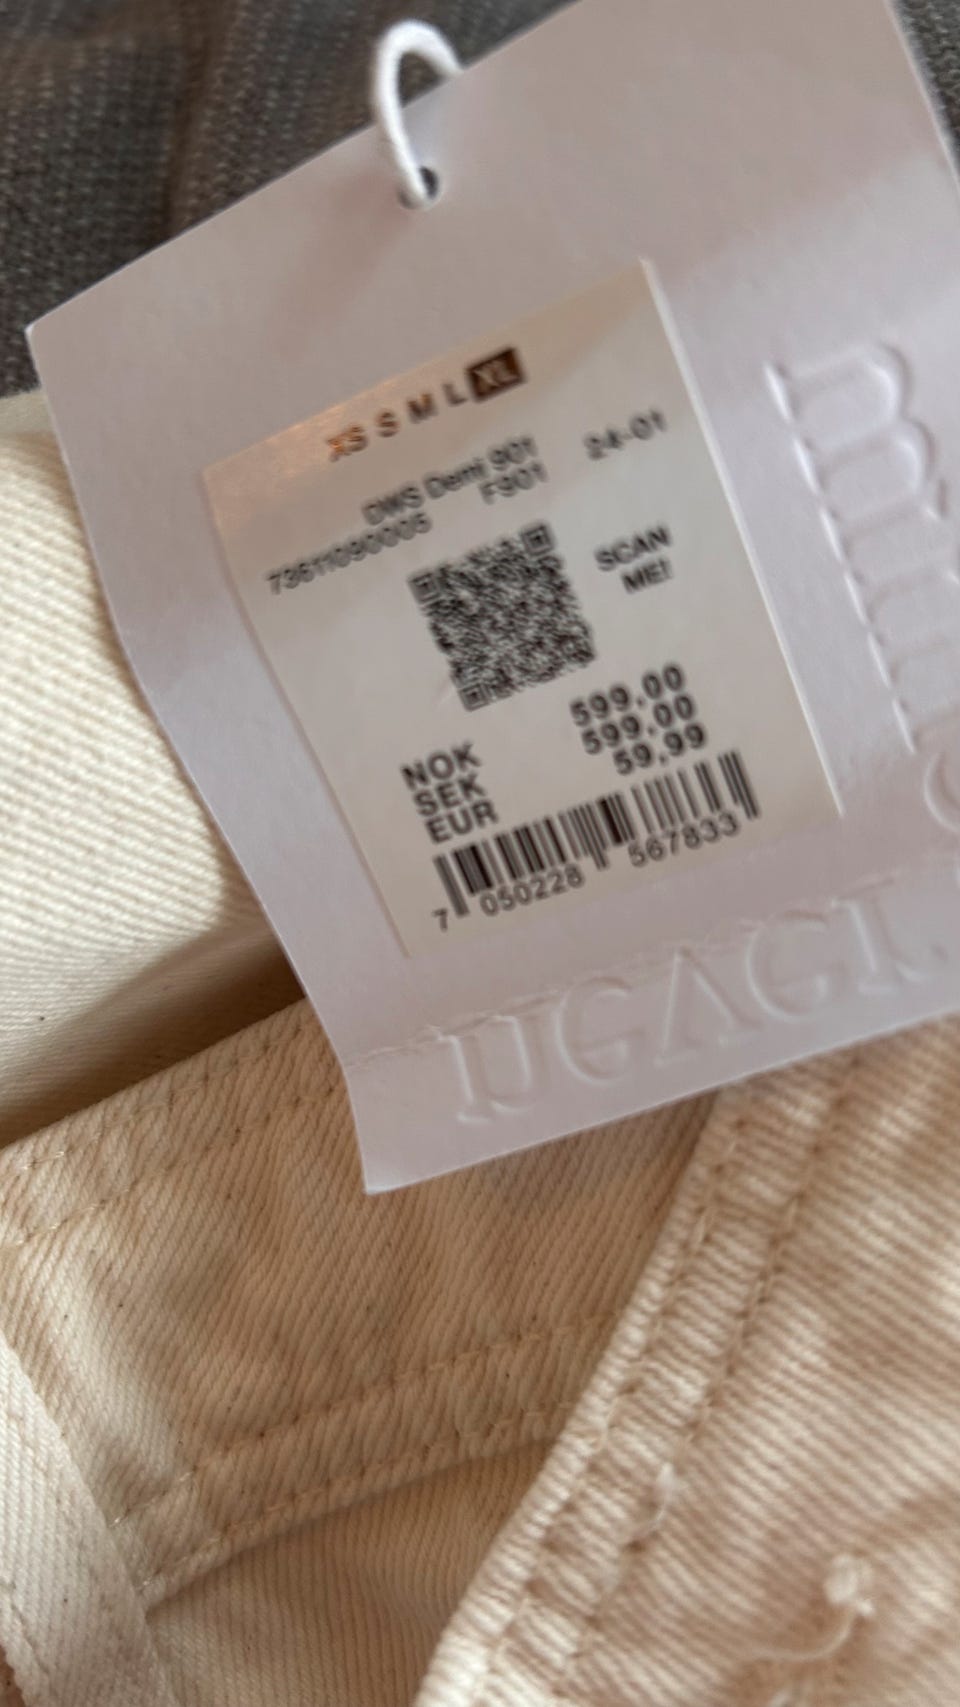 XS S M L XL
DWS Demi 901
F901
24-01
73611090005
SCAN
ME!
NOK 599.00
SEK 599.00
EUR 59.99
7 050228 567833
never